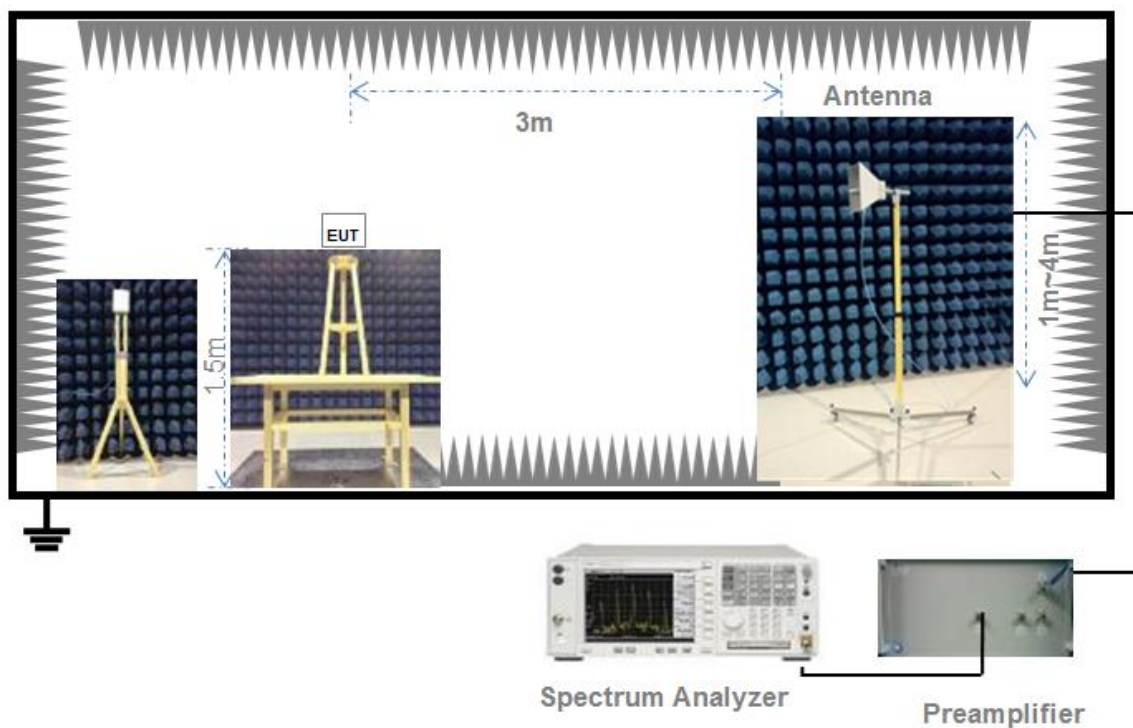 Antenna
3m
EUT
1.5m
1m~4m
Spectrum Analyzer
Preamplifier